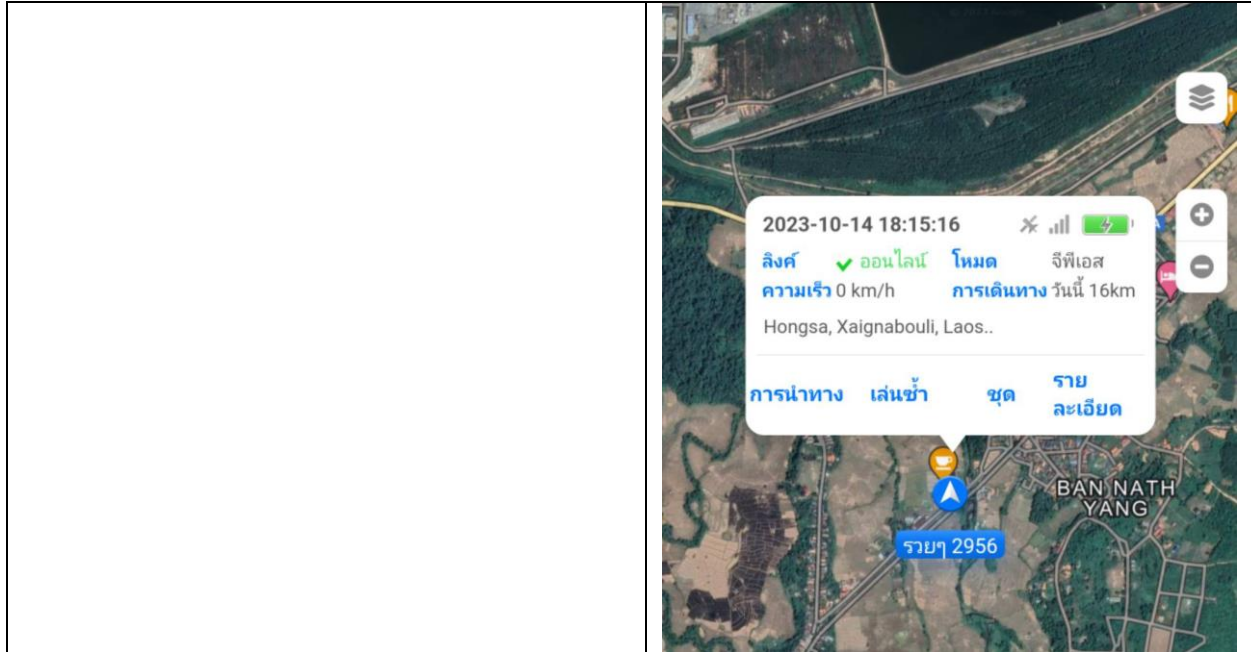 2023-10-14 18:15:16
ลิงค์ ออนไลน์ โหมด จีพีเอส
ความเร็ว 0 km/h การเดินทาง วันนี้ 16km
Hongsa, Xaignabouli, Laos..
การนำทาง เล่นซ้ำ ชุด ราย
ละเอียด
BAN NATH
YANG
รวยๆ 2956